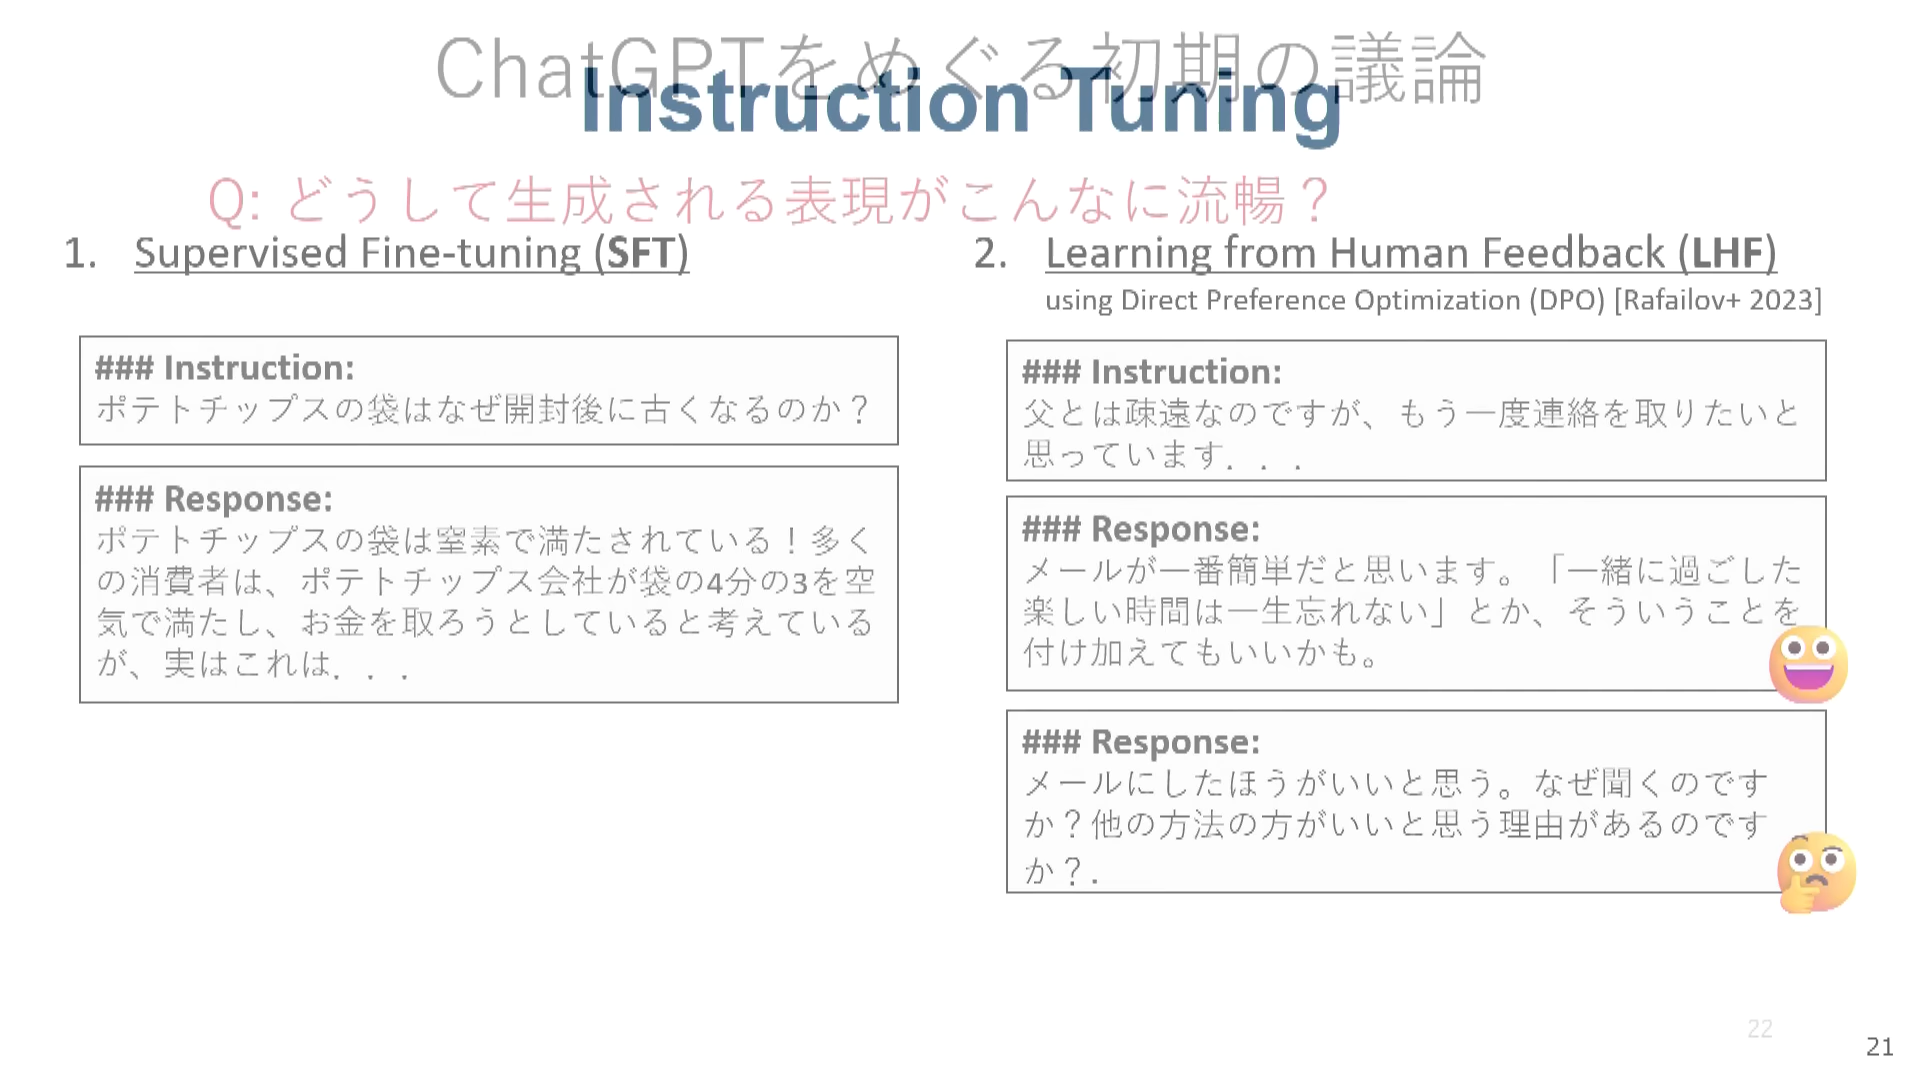 ChatGPTをめぐる初期の議論
Instruction Tuning
Q: どうして生成される表現がこんなに流暢？
1. Supervised Fine-tuning (SFT)
### Instruction:
ポテトチップスの袋はなぜ開封後に古くなるのか？
### Response:
ポテトチップスの袋は窒素で満たされている！多く
の消費者は、ポテトチップス会社が袋の4分の3を空
気で満たし、お金を取ろうとしていると考えている
が、実はこれは．．．
2. Learning from Human Feedback (LHF)
using Direct Preference Optimization (DPO) [Rafailov+ 2023]
### Instruction:
父とは疎遠なのですが、もう一度連絡を取りたいと
思っています．．．
### Response:
メールが一番簡単だと思います。「一緒に過ごした
楽しい時間は一生忘れない」とか、そういうことを
付け加えてもいいかも。
### Response:
メールにしたほうがいいと思う。なぜ聞くのです
か？他の方法の方がいいと思う理由があるのです
か？.
22
21